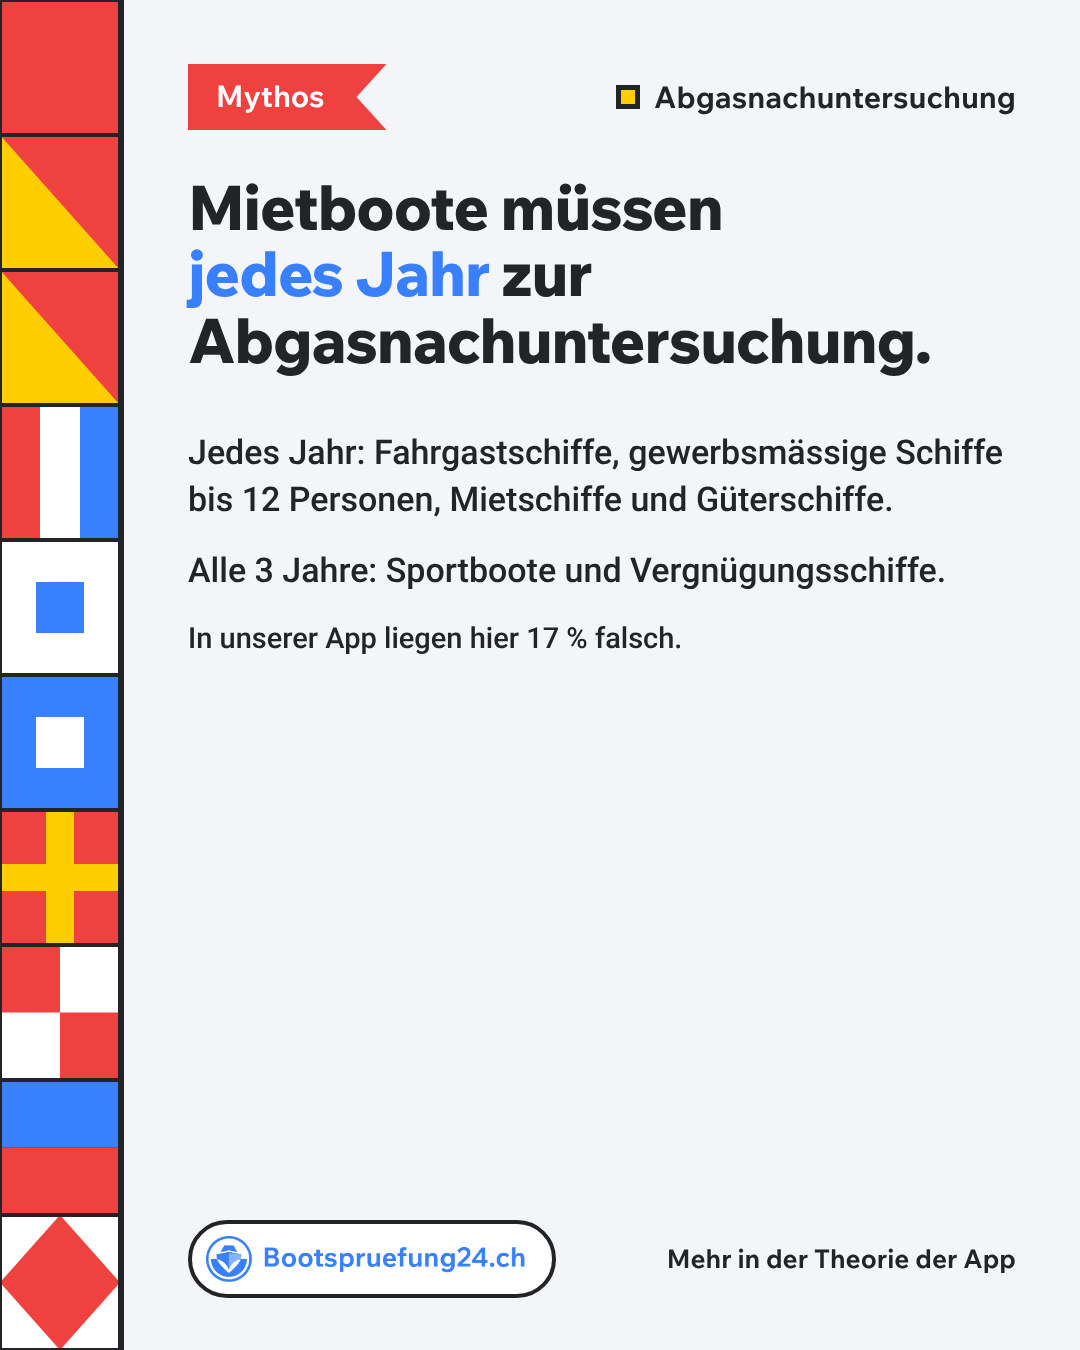 Mythos
Abgasnachuntersuchung
Mietboote müssen
jedes Jahr zur
Abgasnachuntersuchung.
Jedes Jahr: Fahrgastschiffe, gewerbsmässige Schiffe
bis 12 Personen, Mietschiffe und Güterschiffe.
Alle 3 Jahre: Sportboote und Vergnügungsschiffe.
In unserer App liegen hier 17 % falsch.
Bootspruefung24.ch
Mehr in der Theorie der App